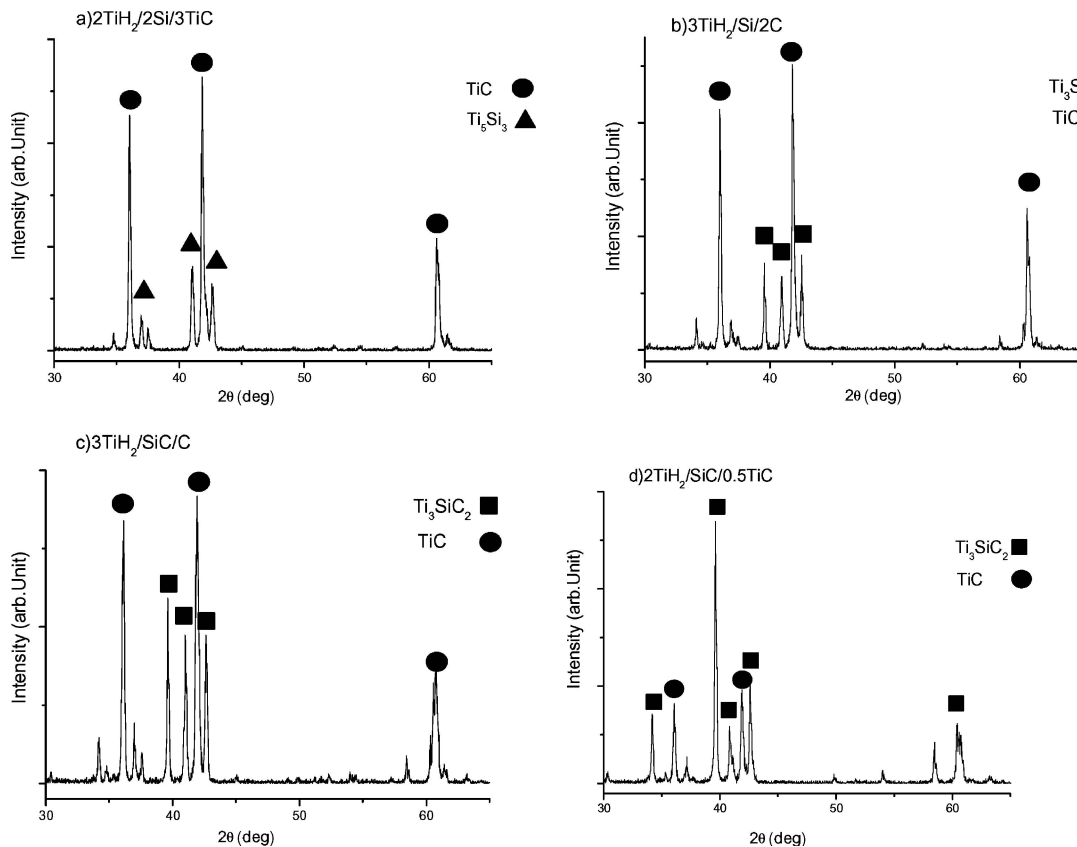 a)2TiH₂/2Si/3TiC
TiC
Ti₅Si₃
Intensity (arb.Unit)
30 40 50 60
2θ (deg)
b)3TiH₂/Si/2C
Ti₃S
TiC
Intensity (arb.Unit)
30 40 50 60
2θ (deg)
c)3TiH₂/SiC/C
Ti₃SiC₂
TiC
Intensity (arb.Unit)
30 40 50 60
2θ (deg)
d)2TiH₂/SiC/0.5TiC
Ti₃SiC₂
TiC
Intensity (arb.Unit)
30 40 50 60
2θ (deg)